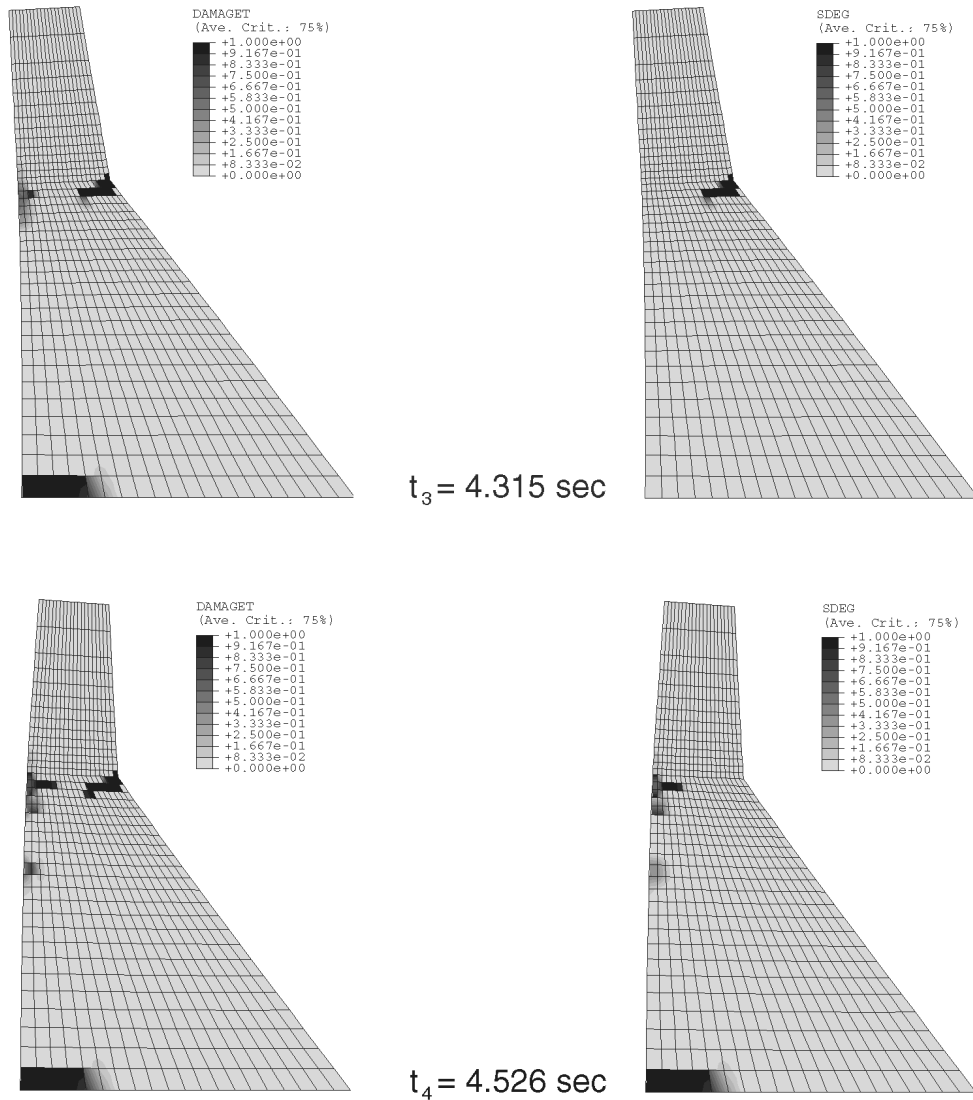 DAMAGET
(Ave. Crit.: 75%)
+1.000e+00
+9.167e-01
+8.333e-01
+7.500e-01
+6.667e-01
+5.833e-01
+5.000e-01
+4.167e-01
+3.333e-01
+2.500e-01
+1.667e-01
+8.333e-02
+0.000e+00
SDEG
(Ave. Crit.: 75%)
+1.000e+00
+9.167e-01
+8.333e-01
+7.500e-01
+6.667e-01
+5.833e-01
+5.000e-01
+4.167e-01
+3.333e-01
+2.500e-01
+1.667e-01
+8.333e-02
+0.000e+00
t3 = 4.315 sec
DAMAGET
(Ave. Crit.: 75%)
+1.000e+00
+9.167e-01
+8.333e-01
+7.500e-01
+6.667e-01
+5.833e-01
+5.000e-01
+4.167e-01
+3.333e-01
+2.500e-01
+1.667e-01
+8.333e-02
+0.000e+00
SDEG
(Ave. Crit.: 75%)
+1.000e+00
+9.167e-01
+8.333e-01
+7.500e-01
+6.667e-01
+5.833e-01
+5.000e-01
+4.167e-01
+3.333e-01
+2.500e-01
+1.667e-01
+8.333e-02
+0.000e+00
t4 = 4.526 sec